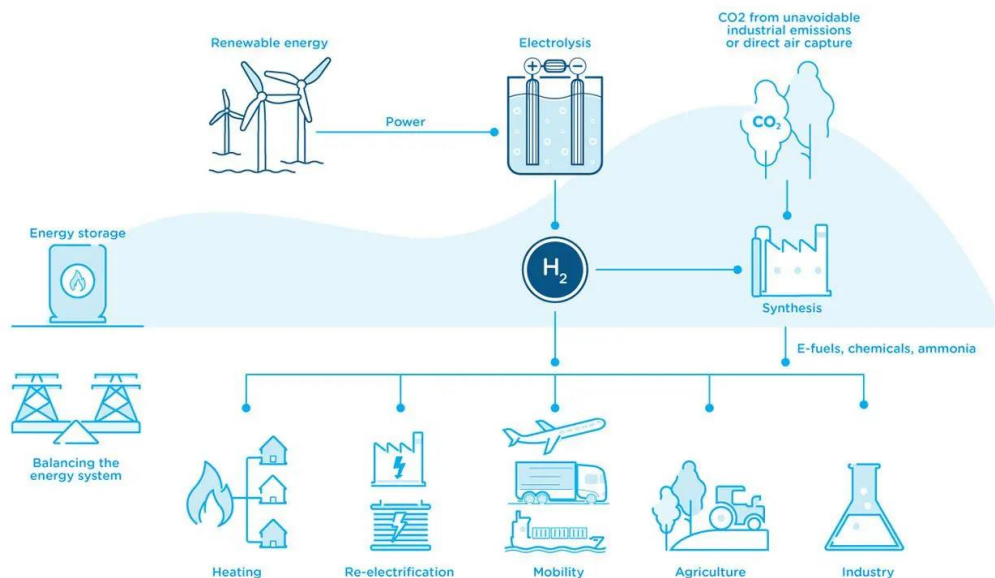 Renewable energy
Electrolysis
CO2 from unavoidable
industrial emissions
or direct air capture
+
−
CO₂
Power
Energy storage
H₂
Synthesis
E-fuels, chemicals, ammonia
Balancing the
energy system
Heating
Re-electrification
Mobility
Agriculture
Industry